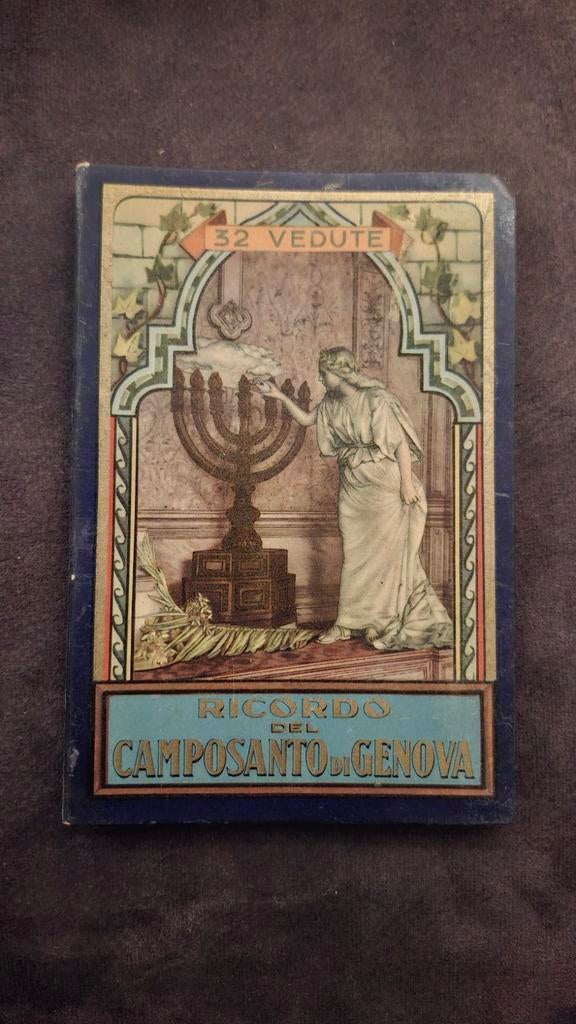 32 VEDUTE
RICORDO
DEL
CAMPOSANTO DI GENOVA